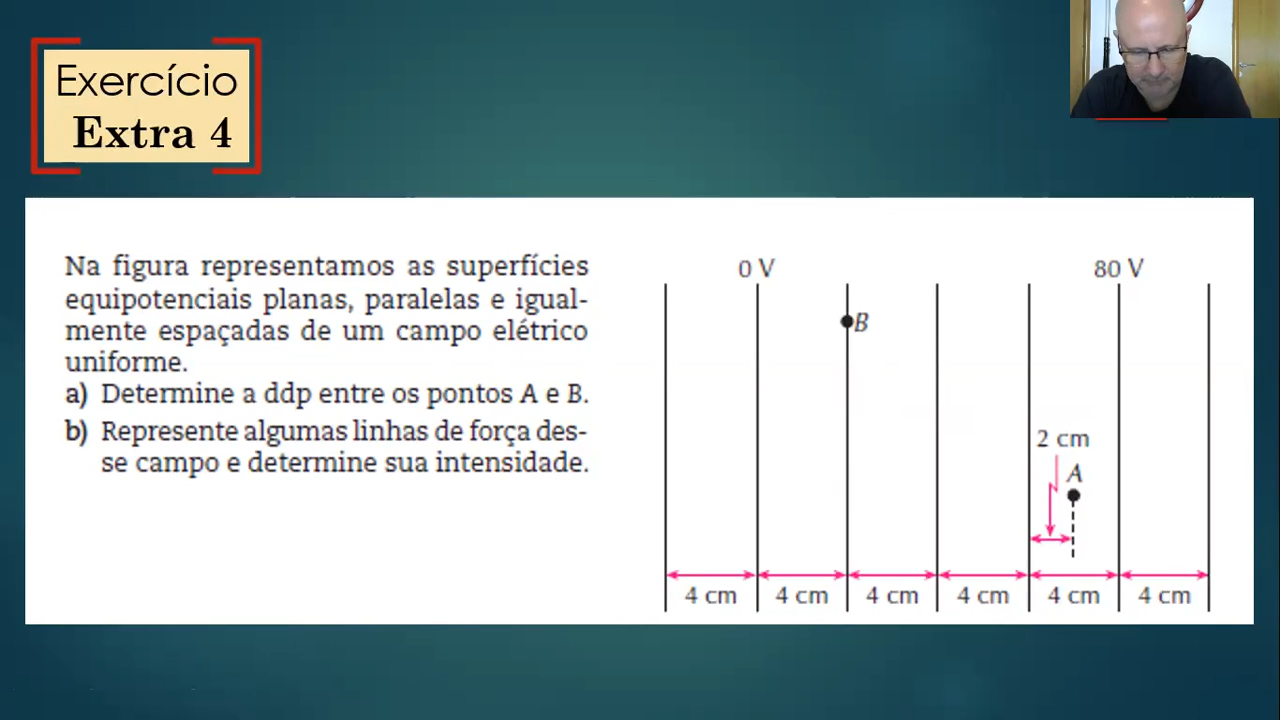 Exercício
Extra 4
Na figura representamos as superfícies
equipotenciais planas, paralelas e igual-
mente espaçadas de um campo elétrico
uniforme.
a) Determine a ddp entre os pontos A e B.
b) Represente algumas linhas de força des-
se campo e determine sua intensidade.
0 V
80 V
B
2 cm
A
4 cm
4 cm
4 cm
4 cm
4 cm
4 cm